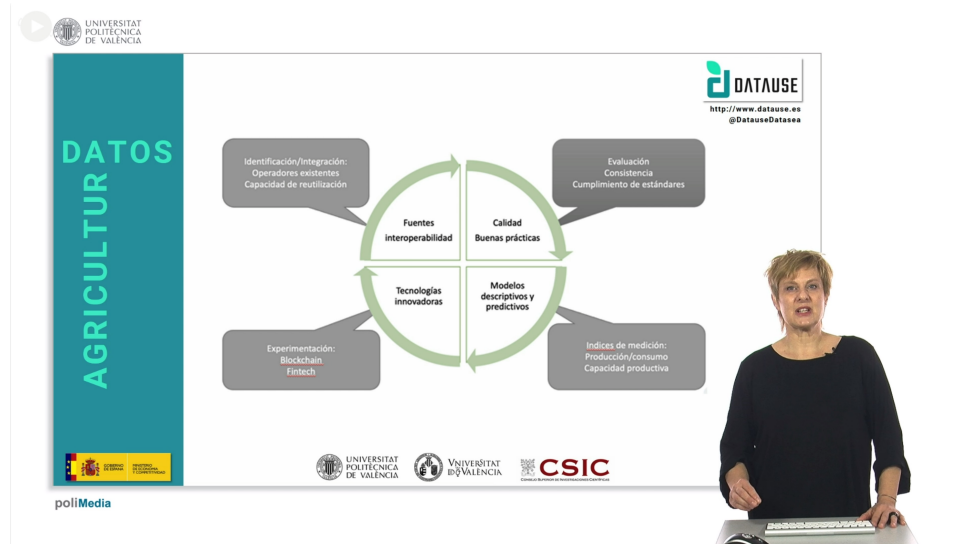 UNIVERSITAT
POLITÈCNICA
DE VALÈNCIA
DATAUSE
http://www.datause.es
@DatauseDatasea
DATOS
AGRICULTUR
Identificación/Integración:
Operadores existentes
Capacidad de reutilización
Evaluación
Consistencia
Cumplimiento de estándares
Fuentes
interoperabilidad
Calidad
Buenas prácticas
Tecnologías
innovadoras
Modelos
descriptivos y
predictivos
Experimentación:
Blockchain
Fintech
Indices de medición:
Producción/consumo
Capacidad productiva
GOBIERNO
DE ESPAÑA
MINISTERIO
DE ECONOMÍA
Y COMPETITIVIDAD
UNIVERSITAT
POLITÈCNICA
DE VALÈNCIA
VNIVERSITAT
ID VALÈNCIA
CSIC
CONSEJO SUPERIOR DE INVESTIGACIONES CIENTÍFICAS
poliMedia